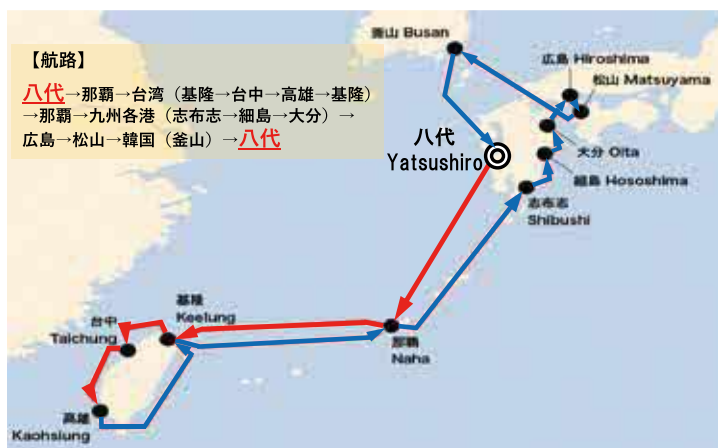 【航路】
八代→那覇→台湾（基隆→台中→高雄→基隆）
→那覇→九州各港（志布志→細島→大分）→
広島→松山→韓国（釜山）→八代
釜山 Busan
広島 Hiroshima
松山 Matsuyama
八代
Yatsushiro
大分 Oita
細島 Hososhima
志布志
Shibushi
基隆
Keelung
台中
Taichung
那覇
Naha
高雄
Kaohsiung